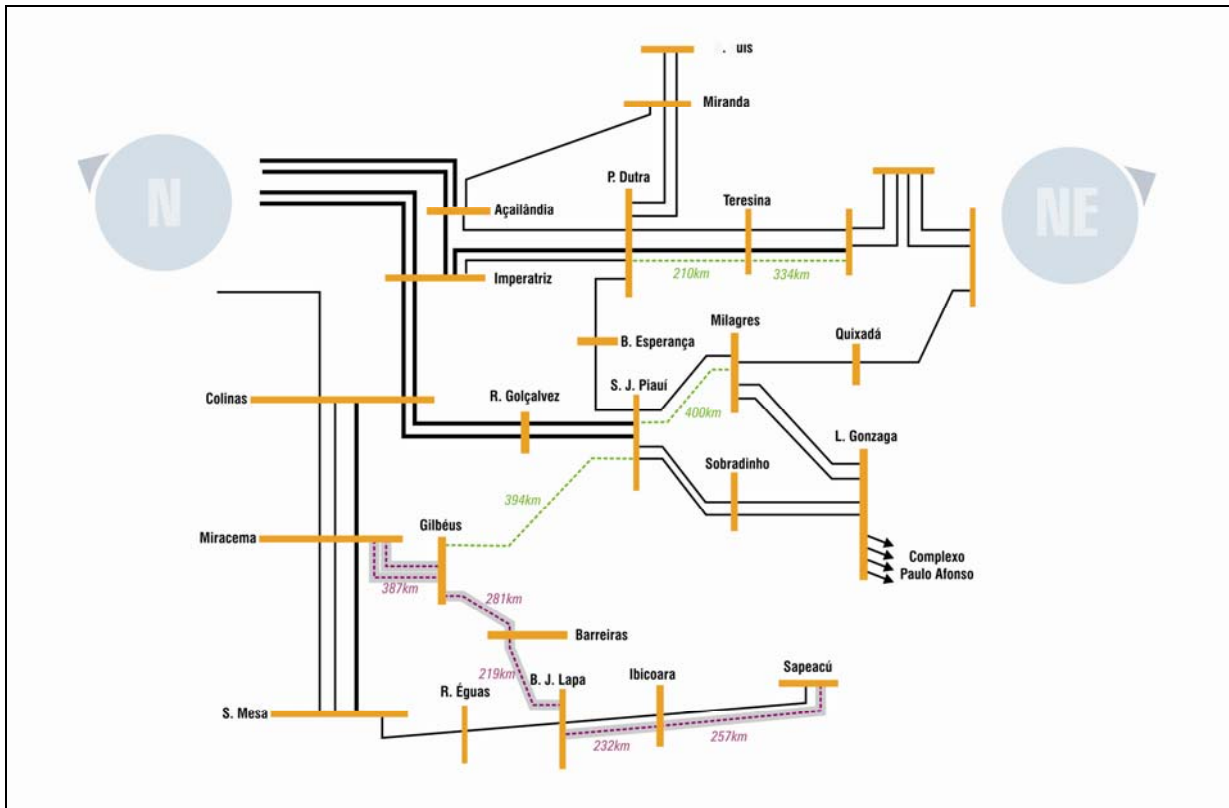 Miranda
N
P. Dutra
Teresina
NE
Açailândia
Imperatriz
210km
334km
Milagres
Quixadá
B. Esperança
S. J. Piauí
Colinas
R. Golçalvez
400km
L. Gonzaga
Sobradinho
394km
Gilbéus
Miracema
Complexo
Paulo Afonso
387km
281km
Barreiras
219km
B. J. Lapa
Ibicoara
Sapeacú
R. Éguas
S. Mesa
232km
257km